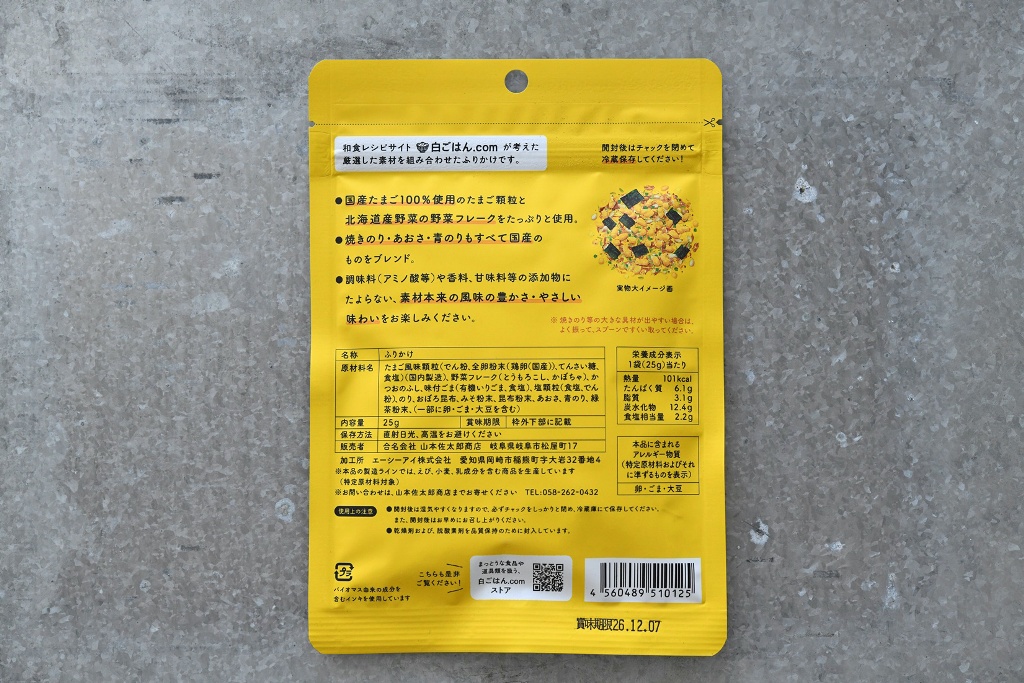 和食レシピサイト 白ごはん.com が考えた
厳選した素材を組み合わせたふりかけです。
開封後はチャックを閉めて
冷蔵保存してください！
●国産たまご100％使用のたまご顆粒と
北海道産野菜の野菜フレークをたっぷりと使用。
●焼きのり・あおさ・青のりもすべて国産の
ものをブレンド。
●調味料（アミノ酸等）や香料、甘味料等の添加物に
たよらない、素材本来の風味の豊かさ・やさしい
味わいをお楽しみください。
実物大イメージ画
※ 焼きのり等の大きな具材が出やすい場合は、
よく振って、スプーンですくい取ってください。
名称 ふりかけ
原材料名 たまご風味顆粒（でん粉、全卵粉末（鶏卵（国産））、てんさい糖、
食塩）（国内製造）、野菜フレーク（とうもろこし、かぼちゃ）、か
つおのふし、味付ごま（有機いりごま、食塩）、塩顆粒（食塩、でん
粉）、のり、おぼろ昆布、みそ粉末、昆布粉末、あおさ、青のり、緑
茶粉末、（一部に卵・ごま・大豆を含む）
内容量 25g 賞味期限 枠外下部に記載
保存方法 直射日光、高温をお避けください
販売者 合名会社 山本佐太郎商店 岐阜県岐阜市松屋町17
加工所 エーシーアイ株式会社 愛知県岡崎市稲熊町字大岩32番地4
※本品の製造ラインでは、えび、小麦、乳成分を含む商品を生産しています
（特定原材料対象）
※お問い合わせは、山本佐太郎商店までお寄せください TEL:058-262-0432
栄養成分表示
1袋（25g）当たり
熱量 101kcal
たんぱく質 6.1g
脂質 3.1g
炭水化物 12.4g
食塩相当量 2.2g
本品に含まれる
アレルギー物質
（特定原材料およびそれ
に準ずるものを表示）
卵・ごま・大豆
使用上の注意
●開封後は湿気やすくなりますので、必ずチャックをしっかりと閉め、冷蔵庫にて保存してください。
また、開封後はお早めにお召し上がりください。
●乾燥剤および、脱酸素剤を品質保持のために封入しています。
プラ
バイオマス由来の成分を
含むインキを使用しています
こちらも是非
ご覧ください！
まっとうな食品や
道具類を扱う、
白ごはん.com
ストア
4 560489 510125
賞味期限26.12.07